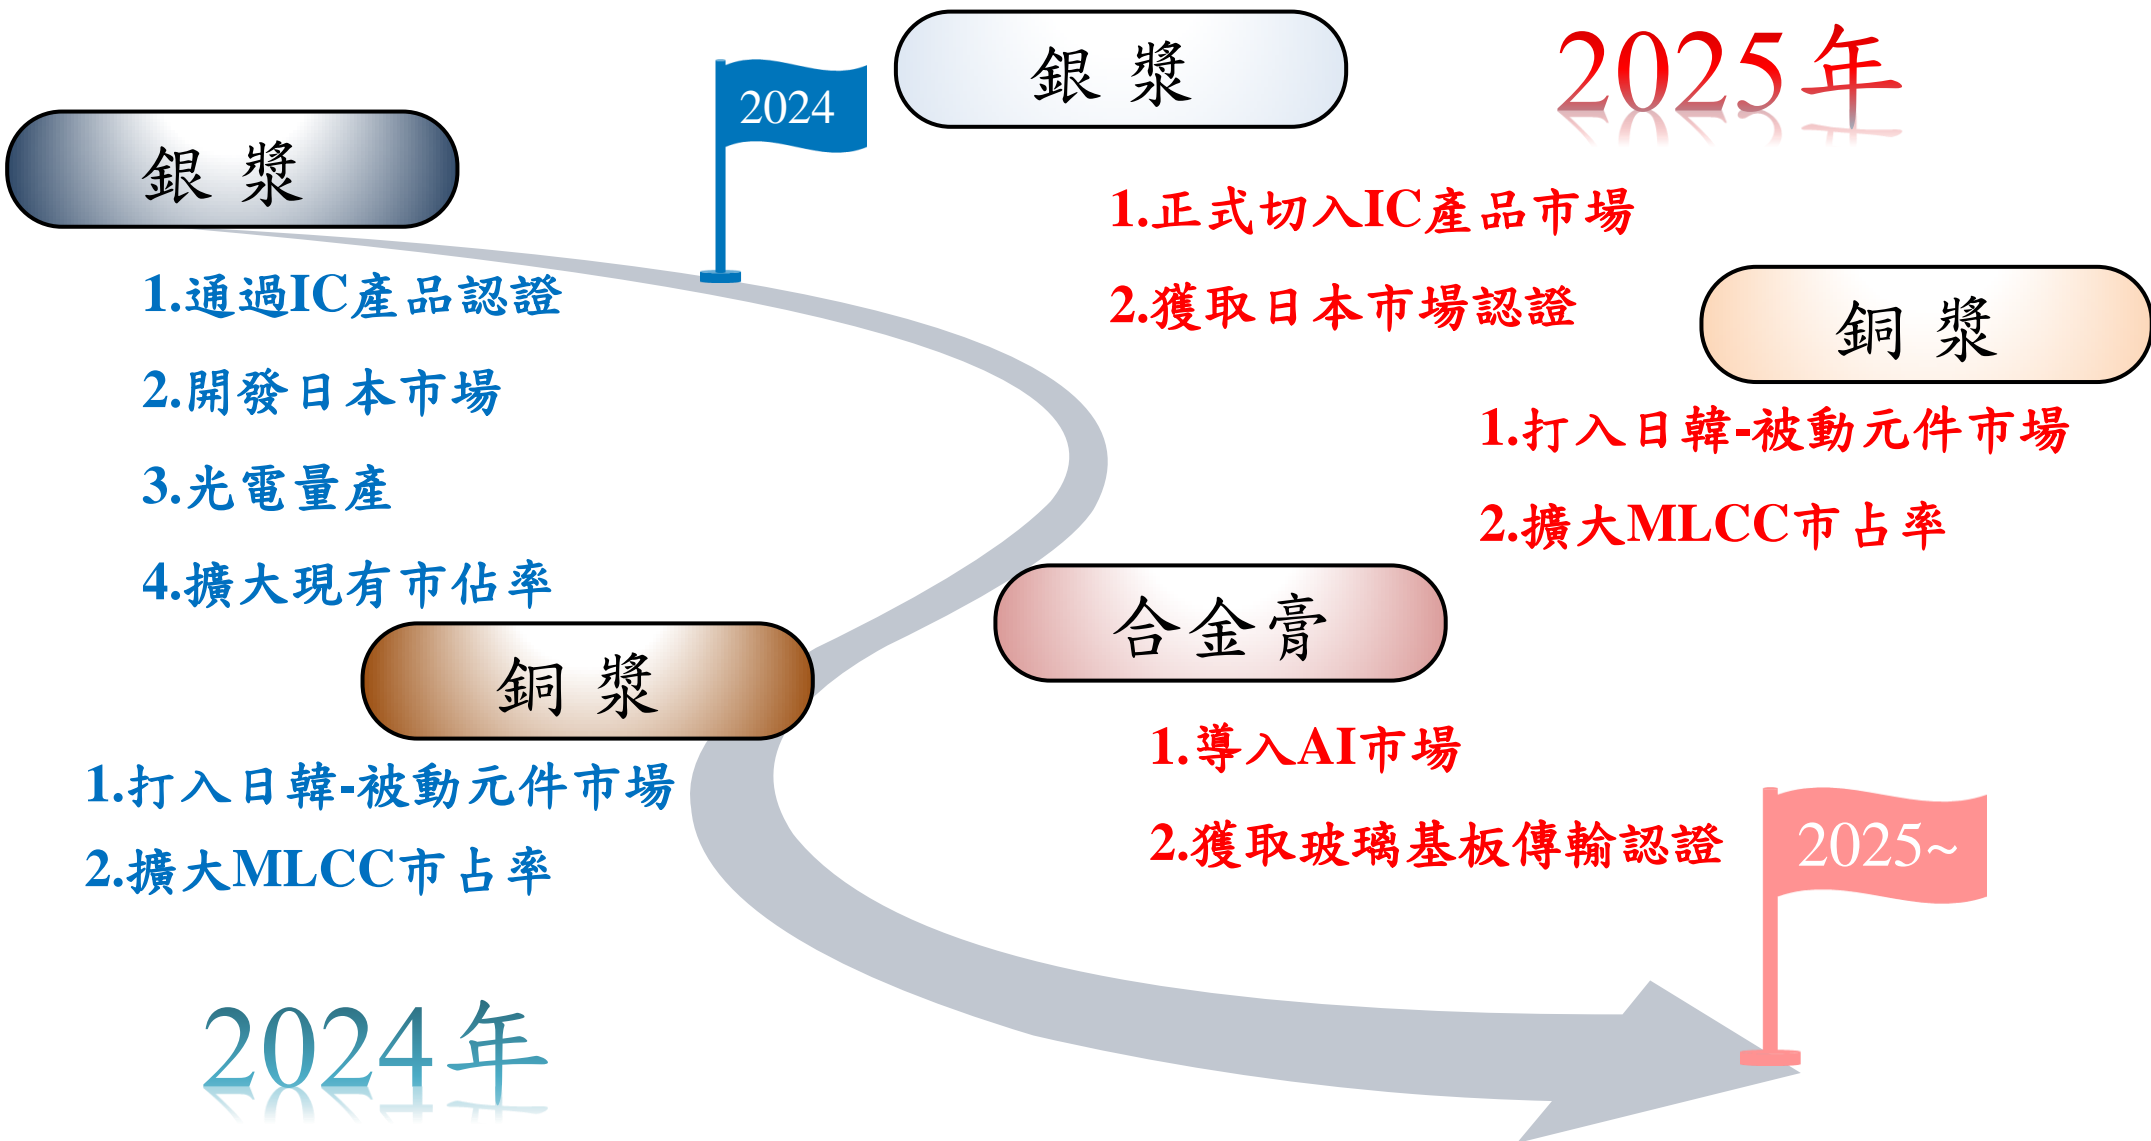 銀 漿
2024
1.通過IC產品認證
2.開發日本市場
3.光電量產
4.擴大現有市佔率
銅 漿
1.打入日韓-被動元件市場
2.擴大MLCC市占率
2024年
銀 漿
2025年
1.正式切入IC產品市場
2.獲取日本市場認證
銅 漿
1.打入日韓-被動元件市場
2.擴大MLCC市占率
合金膏
1.導入AI市場
2.獲取玻璃基板傳輸認證
2025~